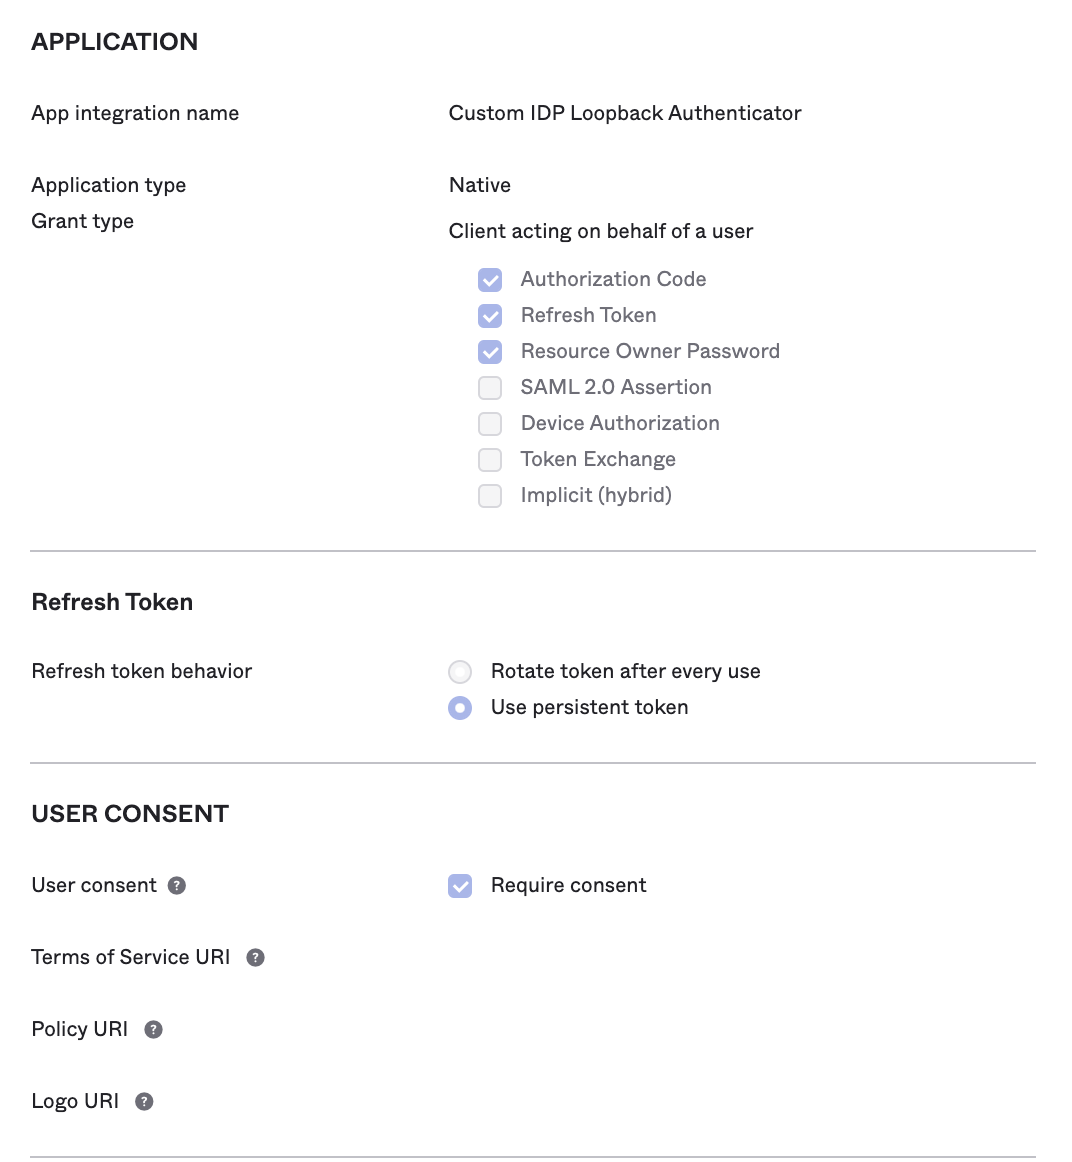 APPLICATION
App integration name
Custom IDP Loopback Authenticator
Application type
Native
Grant type
Client acting on behalf of a user
Authorization Code
Refresh Token
Resource Owner Password
SAML 2.0 Assertion
Device Authorization
Token Exchange
Implicit (hybrid)
Refresh Token
Refresh token behavior
Rotate token after every use
Use persistent token
USER CONSENT
User consent ?
Require consent
Terms of Service URI ?
Policy URI ?
Logo URI ?